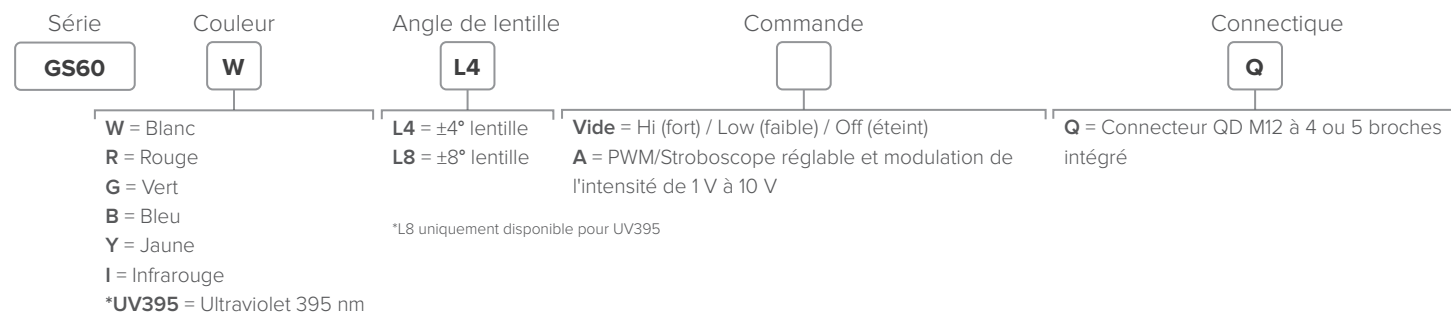 Série Couleur Angle de lentille Commande Connectique
GS60 W L4 Q
W = Blanc
R = Rouge
G = Vert
B = Bleu
Y = Jaune
I = Infrarouge
*UV395 = Ultraviolet 395 nm
L4 = ±4° lentille
L8 = ±8° lentille
*L8 uniquement disponible pour UV395
Vide = Hi (fort) / Low (faible) / Off (éteint)
A = PWM/Stroboscope réglable et modulation de
l'intensité de 1 V à 10 V
Q = Connecteur QD M12 à 4 ou 5 broches
intégré